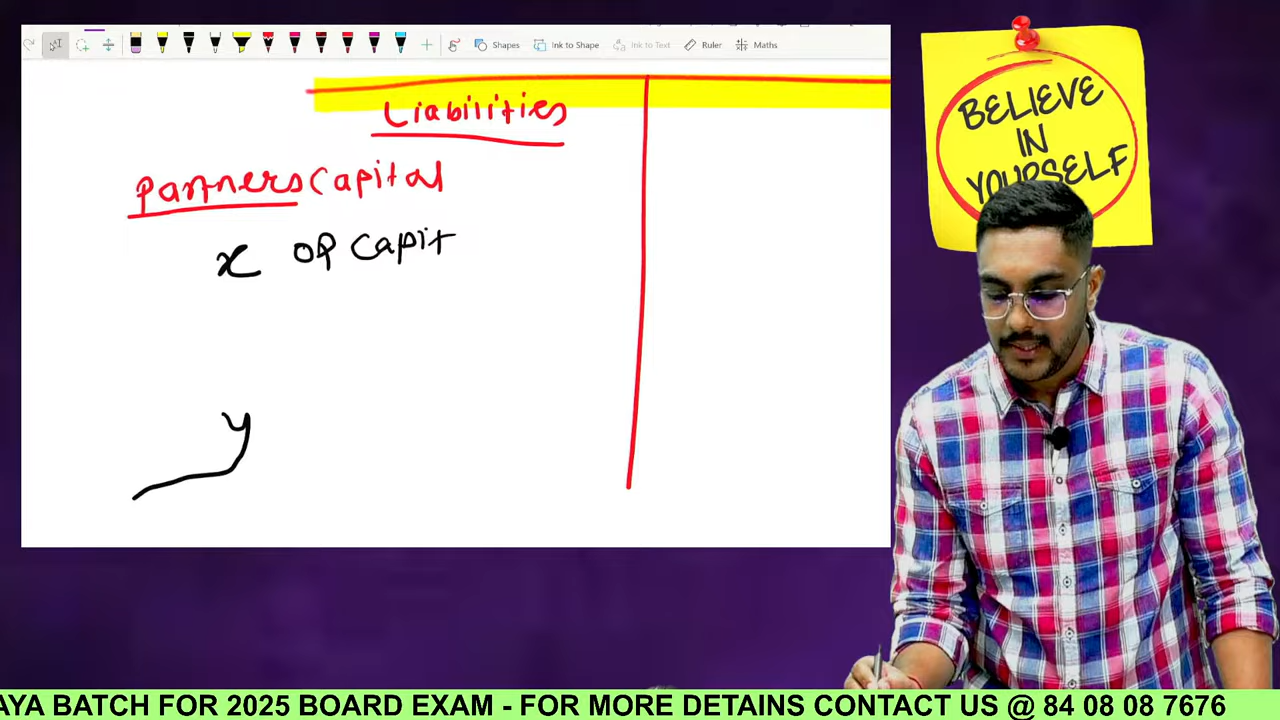 Shapes Ink to Shape Ink to Text Ruler Maths
Liabilities
Partners Capital
x op capit
y
BELIEVE
IN
YOURSELF
AYA BATCH FOR 2025 BOARD EXAM - FOR MORE DETAINS CONTACT US @ 84 08 08 7676